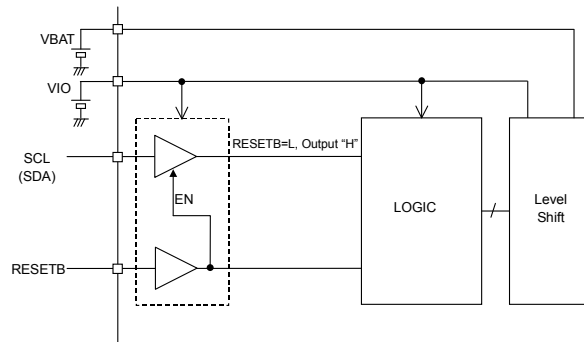 VBAT
VIO
RESETB=L, Output “H”
SCL
(SDA)
EN
LOGIC
Level
Shift
RESETB